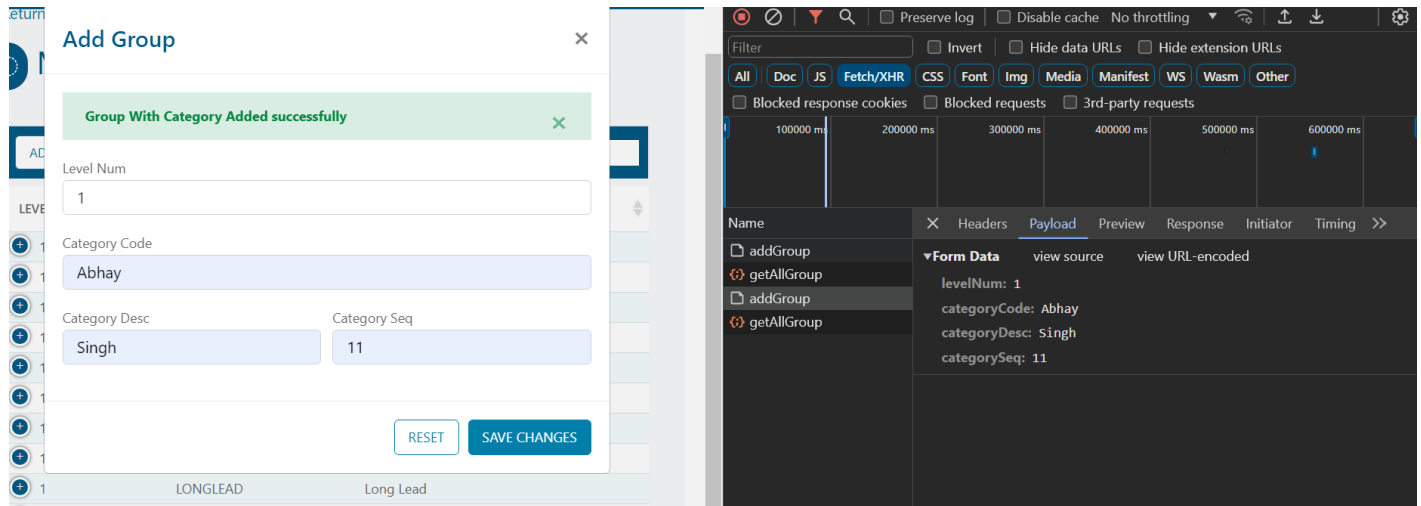 Add Group
×
Group With Category Added successfully
×
Level Num
1
Category Code
Abhay
Category Desc
Category Seq
Singh
11
RESET
SAVE CHANGES
1
LONGLEAD
Long Lead
Preserve log
Disable cache
No throttling
Filter
Invert
Hide data URLs
Hide extension URLs
All
Doc
JS
Fetch/XHR
CSS
Font
Img
Media
Manifest
WS
Wasm
Other
Blocked response cookies
Blocked requests
3rd-party requests
100000 ms
200000 ms
300000 ms
400000 ms
500000 ms
600000 ms
Name
Headers
Payload
Preview
Response
Initiator
Timing
addGroup
getAllGroup
addGroup
getAllGroup
Form Data
view source
view URL-encoded
levelNum: 1
categoryCode: Abhay
categoryDesc: Singh
categorySeq: 11